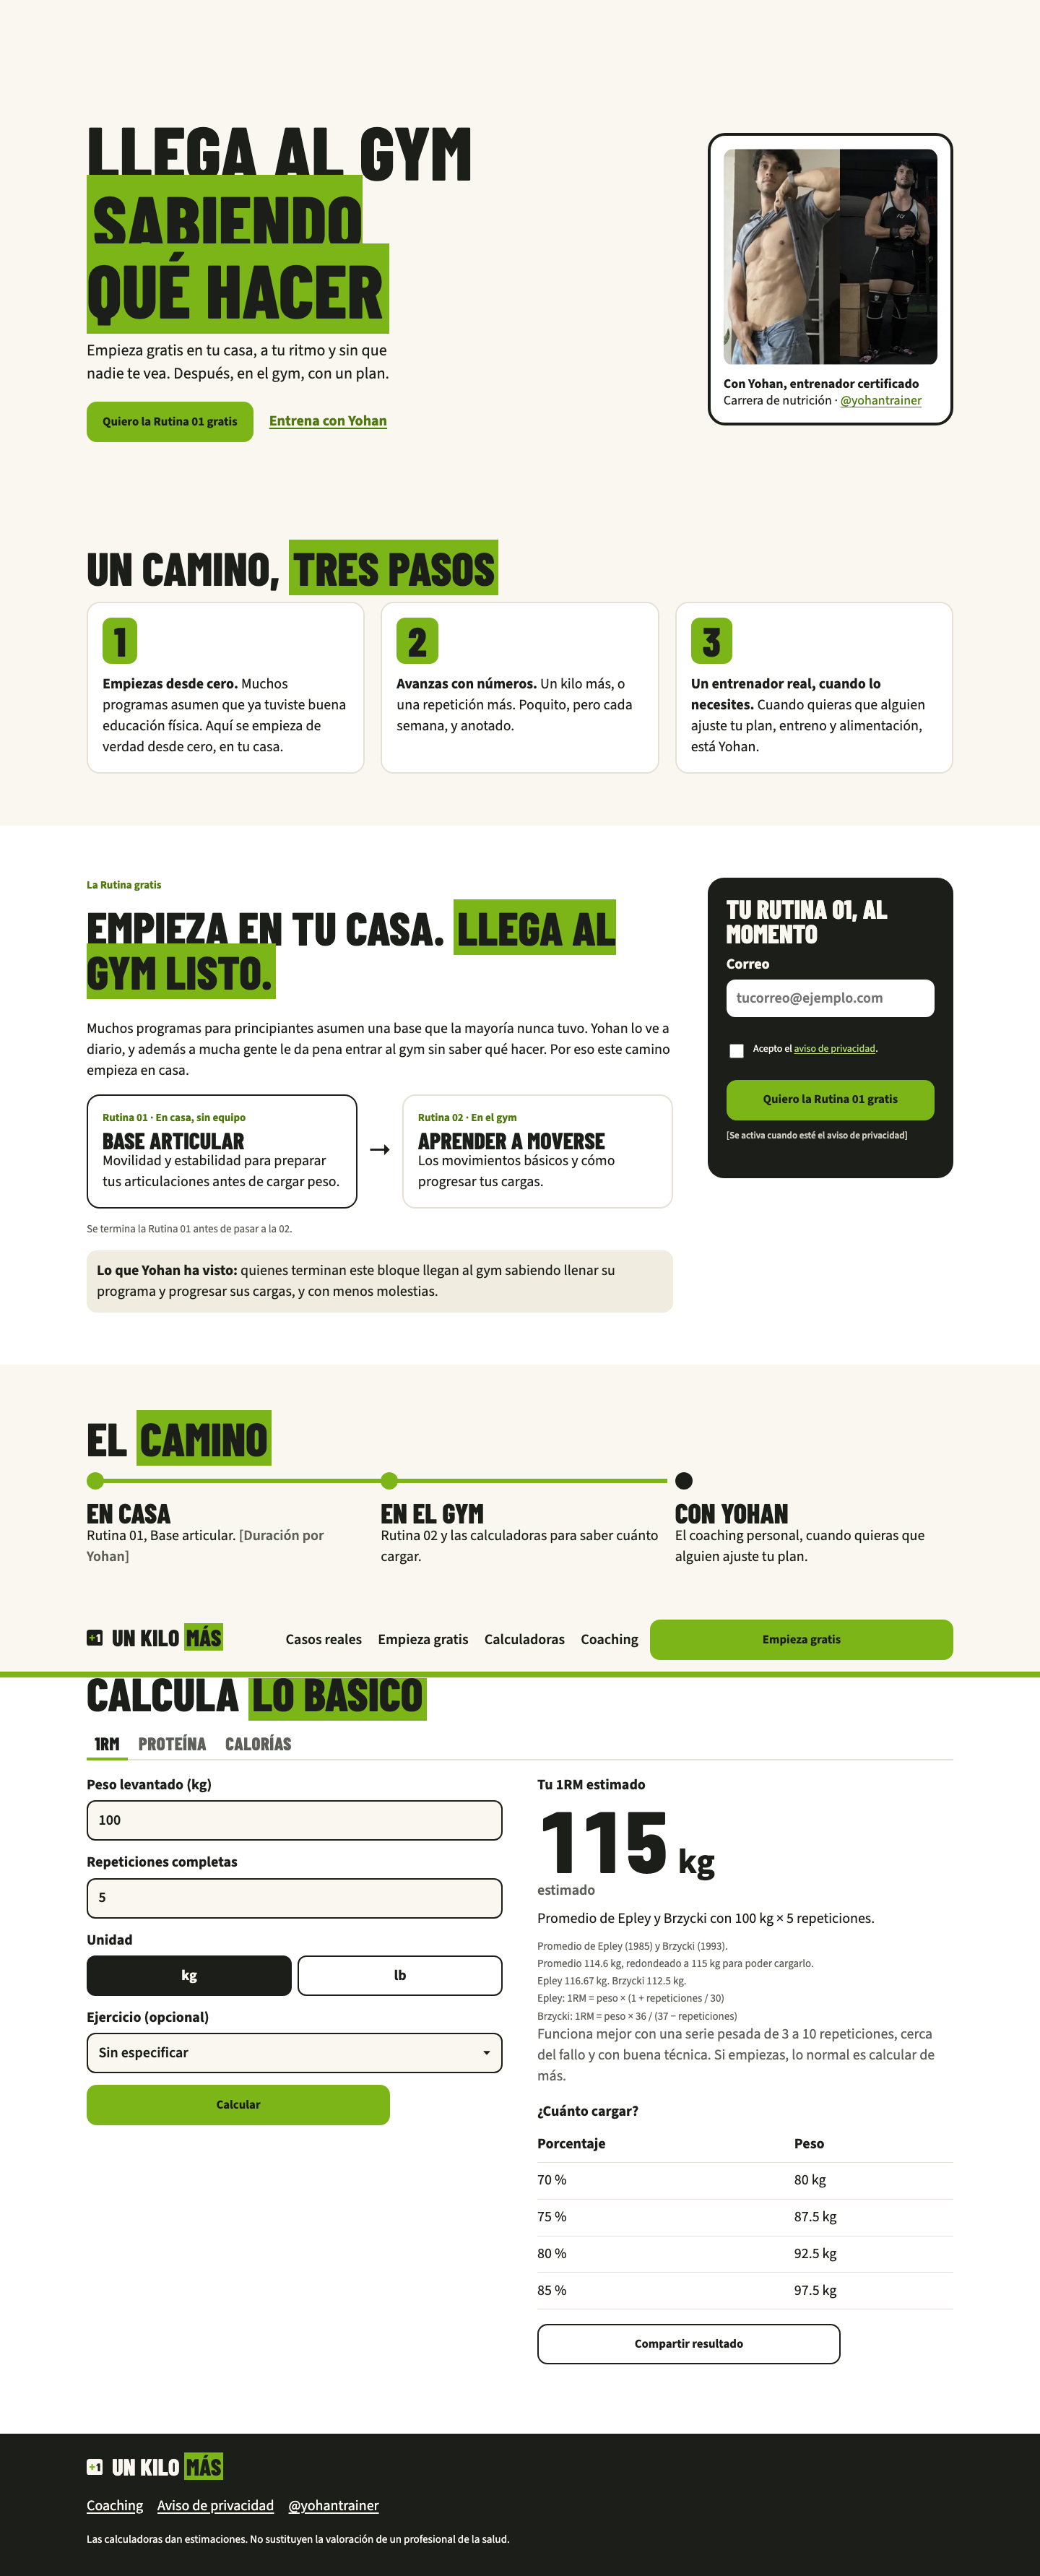 LLEGA AL GYM
SABIENDO
QUÉ HACER
Empieza gratis en tu casa, a tu ritmo y sin que
nadie te vea. Después, en el gym, con un plan.
Quiero la Rutina 01 gratis
Entrena con Yohan
Con Yohan, entrenador certificado
Carrera de nutrición · @yohantrainer
UN CAMINO, TRES PASOS
1
Empiezas desde cero. Muchos
programas asumen que ya tuviste buena
educación física. Aquí se empieza de
verdad desde cero, en tu casa.
2
Avanzas con números. Un kilo más, o
una repetición más. Poquito, pero cada
semana, y anotado.
3
Un entrenador real, cuando lo
necesites. Cuando quieras que alguien
ajuste tu plan, entreno y alimentación,
está Yohan.
La Rutina gratis
EMPIEZA EN TU CASA. LLEGA AL
GYM LISTO.
Muchos programas para principiantes asumen una base que la mayoría nunca tuvo. Yohan lo ve a
diario, y además a mucha gente le da pena entrar al gym sin saber qué hacer. Por eso este camino
empieza en casa.
Rutina 01 · En casa, sin equipo
BASE ARTICULAR
Movilidad y estabilidad para preparar
tus articulaciones antes de cargar peso.
→
Rutina 02 · En el gym
APRENDER A MOVERSE
Los movimientos básicos y cómo
progresar tus cargas.
Se termina la Rutina 01 antes de pasar a la 02.
Lo que Yohan ha visto: quienes terminan este bloque llegan al gym sabiendo llenar su
programa y progresar sus cargas, y con menos molestias.
TU RUTINA 01, AL
MOMENTO
Correo
tucorreo@ejemplo.com
Acepto el aviso de privacidad.
Quiero la Rutina 01 gratis
[Se activa cuando esté el aviso de privacidad]
EL CAMINO
EN CASA
Rutina 01, Base articular. [Duración por
Yohan]
EN EL GYM
Rutina 02 y las calculadoras para saber cuánto
cargar.
CON YOHAN
El coaching personal, cuando quieras que
alguien ajuste tu plan.
+1 UN KILO MÁS
Casos reales
Empieza gratis
Calculadoras
Coaching
Empieza gratis
CALCULA LO BÁSICO
1RM
PROTEÍNA
CALORÍAS
Peso levantado (kg)
100
Repeticiones completas
5
Unidad
kg
lb
Ejercicio (opcional)
Sin especificar
Calcular
Tu 1RM estimado
115 kg
estimado
Promedio de Epley y Brzycki con 100 kg × 5 repeticiones.
Promedio de Epley (1985) y Brzycki (1993).
Promedio 114.6 kg, redondeado a 115 kg para poder cargarlo.
Epley 116.67 kg. Brzycki 112.5 kg.
Epley: 1RM = peso × (1 + repeticiones / 30)
Brzycki: 1RM = peso × 36 / (37 − repeticiones)
Funciona mejor con una serie pesada de 3 a 10 repeticiones, cerca
del fallo y con buena técnica. Si empiezas, lo normal es calcular de
más.
¿Cuánto cargar?
Porcentaje Peso
70 % 80 kg
75 % 87.5 kg
80 % 92.5 kg
85 % 97.5 kg
Compartir resultado
+1 UN KILO MÁS
Coaching
Aviso de privacidad
@yohantrainer
Las calculadoras dan estimaciones. No sustituyen la valoración de un profesional de la salud.